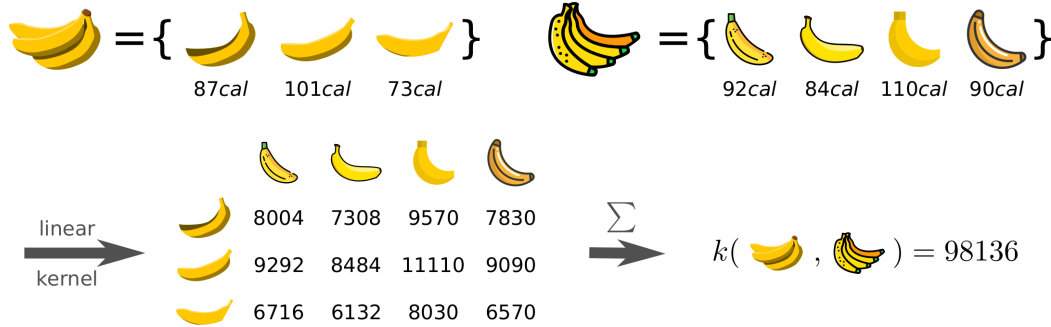 = { }
87cal 101cal 73cal
= { }
92cal 84cal 110cal 90cal
linear
kernel
8004 7308 9570 7830
9292 8484 11110 9090
6716 6132 8030 6570
∑
k( , ) = 98136